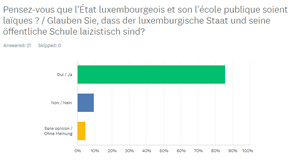 Pensez-vous que l'État luxembourgeois et son l'école publique soient
laïques ? / Glauben Sie, dass der luxemburgische Staat und seine
öffentliche Schule laizistisch sind?
Answered: 21 Skipped: 0
Oui / Ja
Non / Nein
Sans opinion /
Ohne Meinung
0% 10% 20% 30% 40% 50% 60% 70% 80% 90% 100%